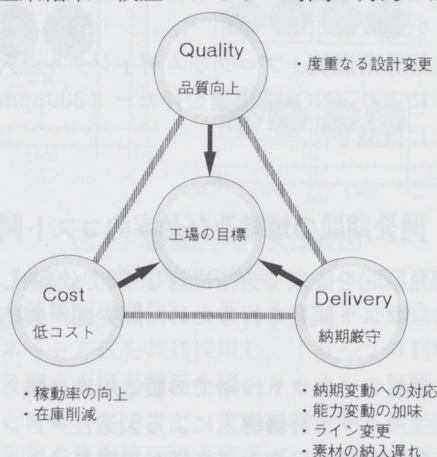 Quality
品質向上
・度重なる設計変更
工場の目標
Cost
低コスト
Delivery
納期厳守
・稼動率の向上
・在庫削減
・納期変動への対応
・能力変動の加味
・ライン変更
・素材の納入遅れ